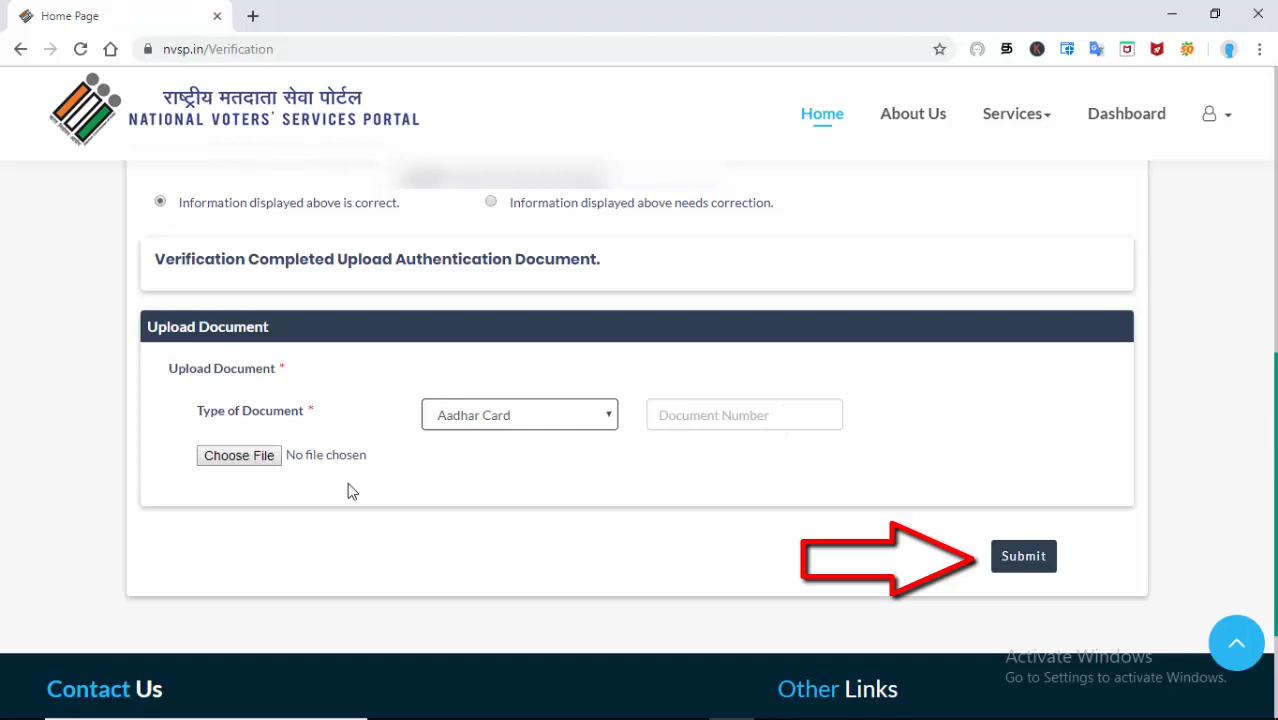 Home Page
nvsp.in/Verification
राष्ट्रीय मतदाता सेवा पोर्टल
NATIONAL VOTERS' SERVICES PORTAL
Home About Us Services Dashboard
Information displayed above is correct. Information displayed above needs correction.
Verification Completed Upload Authentication Document.
Upload Document
Upload Document *
Type of Document * Aadhar Card Document Number
Choose File No file chosen
Submit
Activate Windows
Go to Settings to activate Windows.
Contact Us Other Links